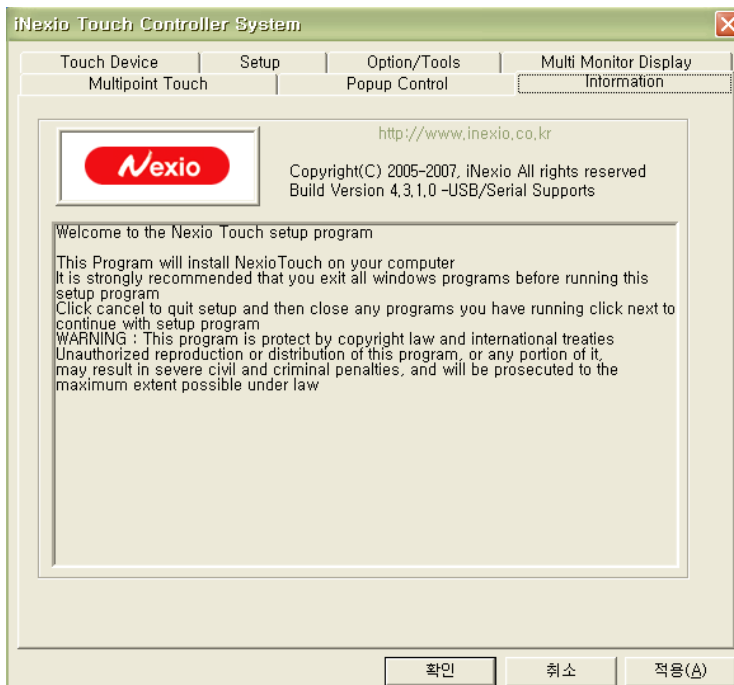 iNexio Touch Controller System
Touch Device
Setup
Option/Tools
Multi Monitor Display
Multipoint Touch
Popup Control
Information
Nexio
http://www.inexio.co.kr
Copyright(C) 2005-2007, iNexio All rights reserved
Build Version 4.3.1.0 -USB/Serial Supports
Welcome to the Nexio Touch setup program
This Program will install NexioTouch on your computer
It is strongly recommended that you exit all windows programs before running this
setup program
Click cancel to quit setup and then close any programs you have running click next to
continue with setup program
WARNING : This program is protect by copyright law and international treaties
Unauthorized reproduction or distribution of this program, or any portion of it,
may result in severe civil and criminal penalties, and will be prosecuted to the
maximum extent possible under law
확인
취소
적용(A)